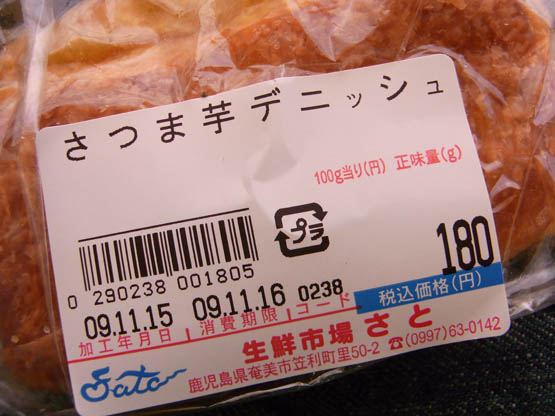 さつま芋デニッシュ
100g当り(円) 正味量(g)
プラ
0 290238 001805
180
09.11.15 09.11.16 0238
加工年月日 消費期限 コード 税込価格(円)
生鮮市場さと
Sato
☎(0997)63-0142
鹿児島県奄美市笠利町里50-2